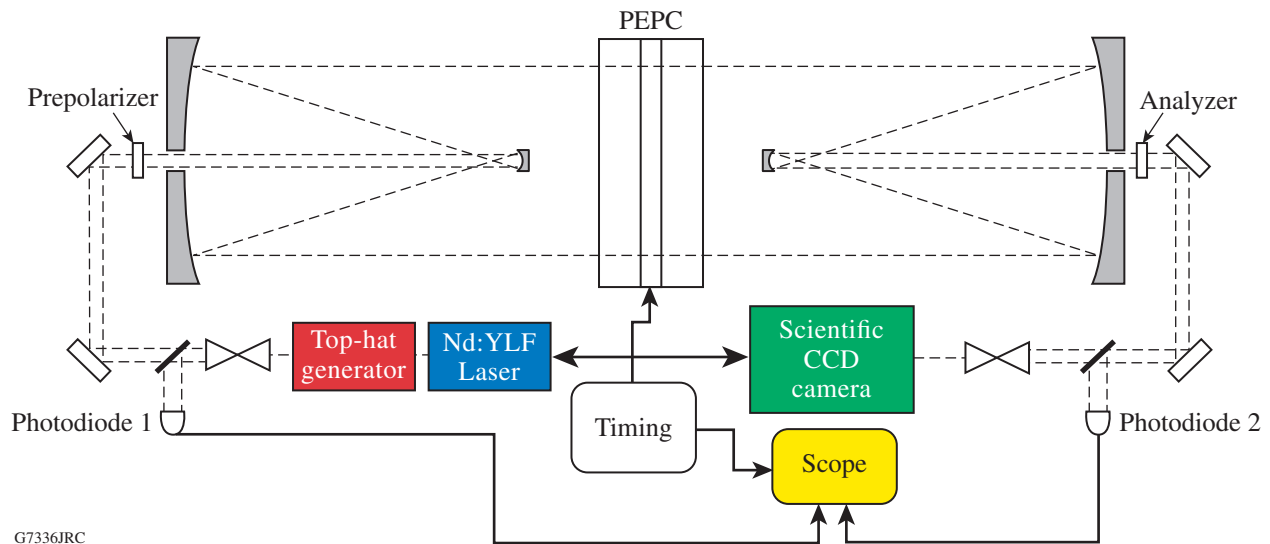 PEPC
Prepolarizer
Analyzer
Top-hat
generator
Nd:YLF
Laser
Scientific
CCD
camera
Photodiode 1
Timing
Photodiode 2
Scope
G7336JRC